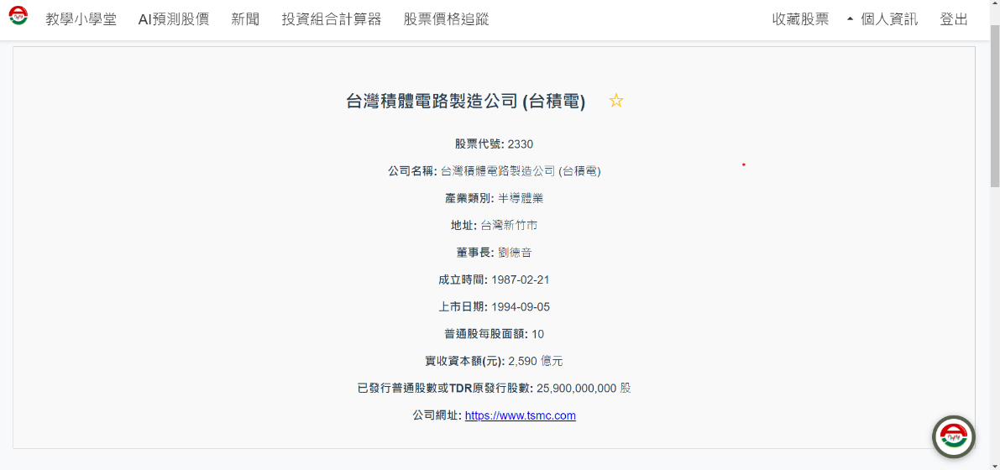 教學小學堂 AI預測股價 新聞 投資組合計算器 股票價格追蹤 收藏股票 個人資訊 登出
台灣積體電路製造公司 (台積電)
股票代號: 2330
公司名稱: 台灣積體電路製造公司 (台積電)
產業類別: 半導體業
地址: 台灣新竹市
董事長: 劉德音
成立時間: 1987-02-21
上市日期: 1994-09-05
普通股每股面額: 10
實收資本額(元): 2,590 億元
已發行普通股數或TDR原發行股數: 25,900,000,000 股
公司網址: https://www.tsmc.com